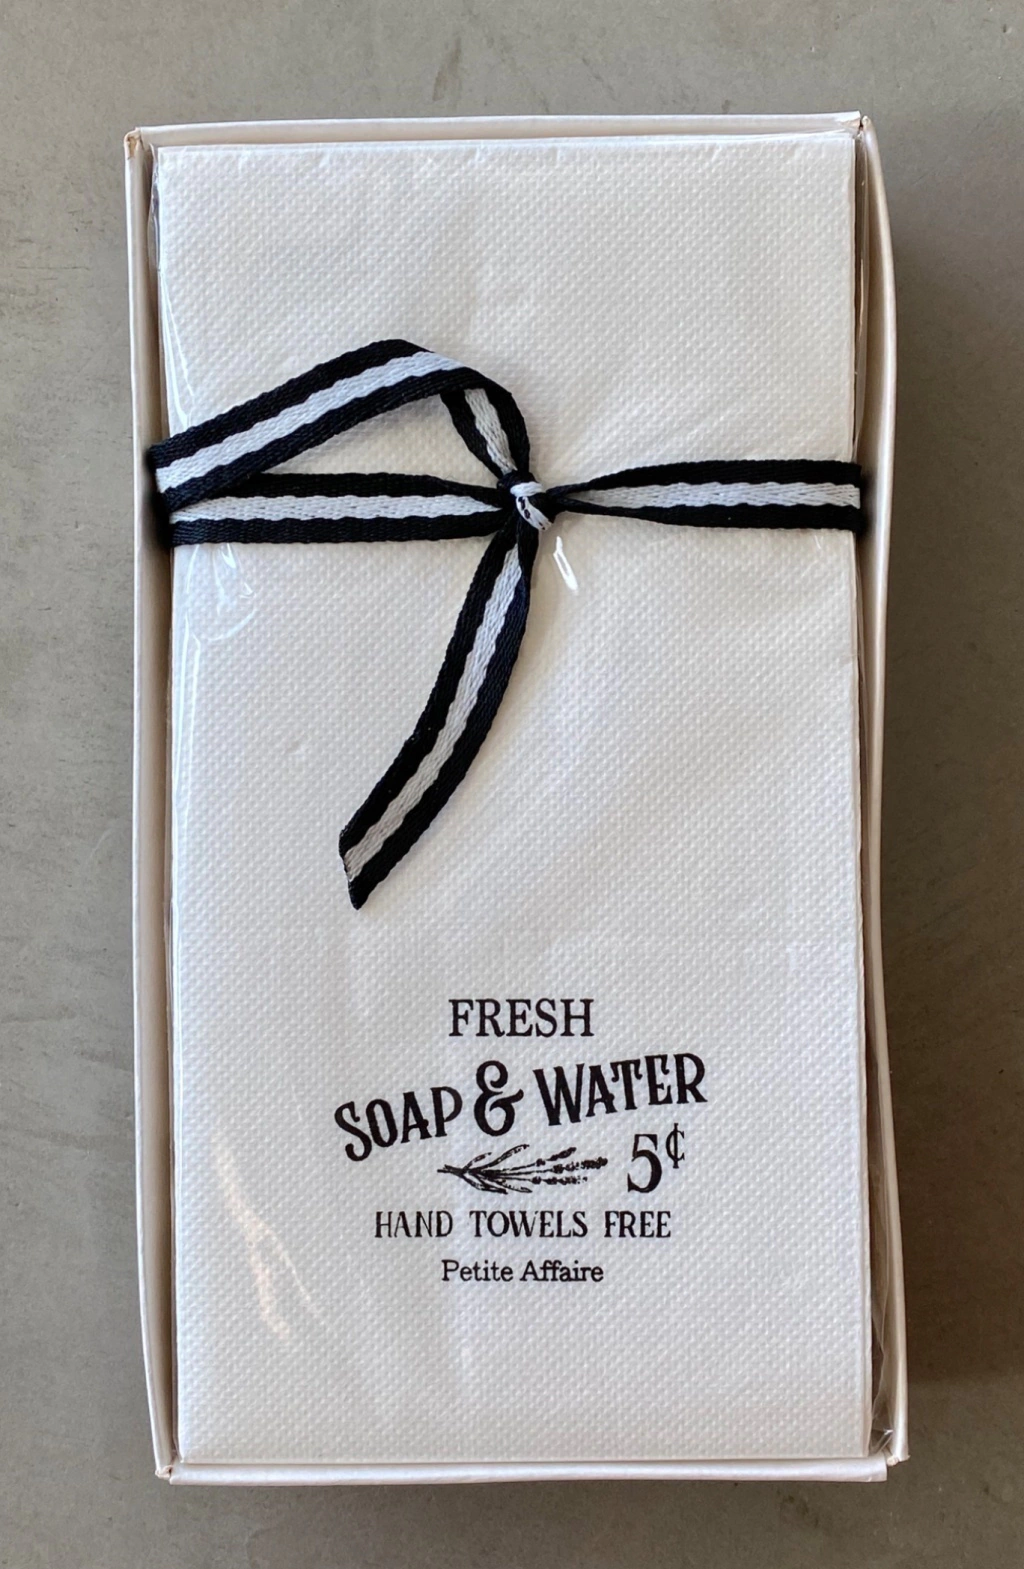 FRESH
SOAP & WATER
5¢
HAND TOWELS FREE
Petite Affaire